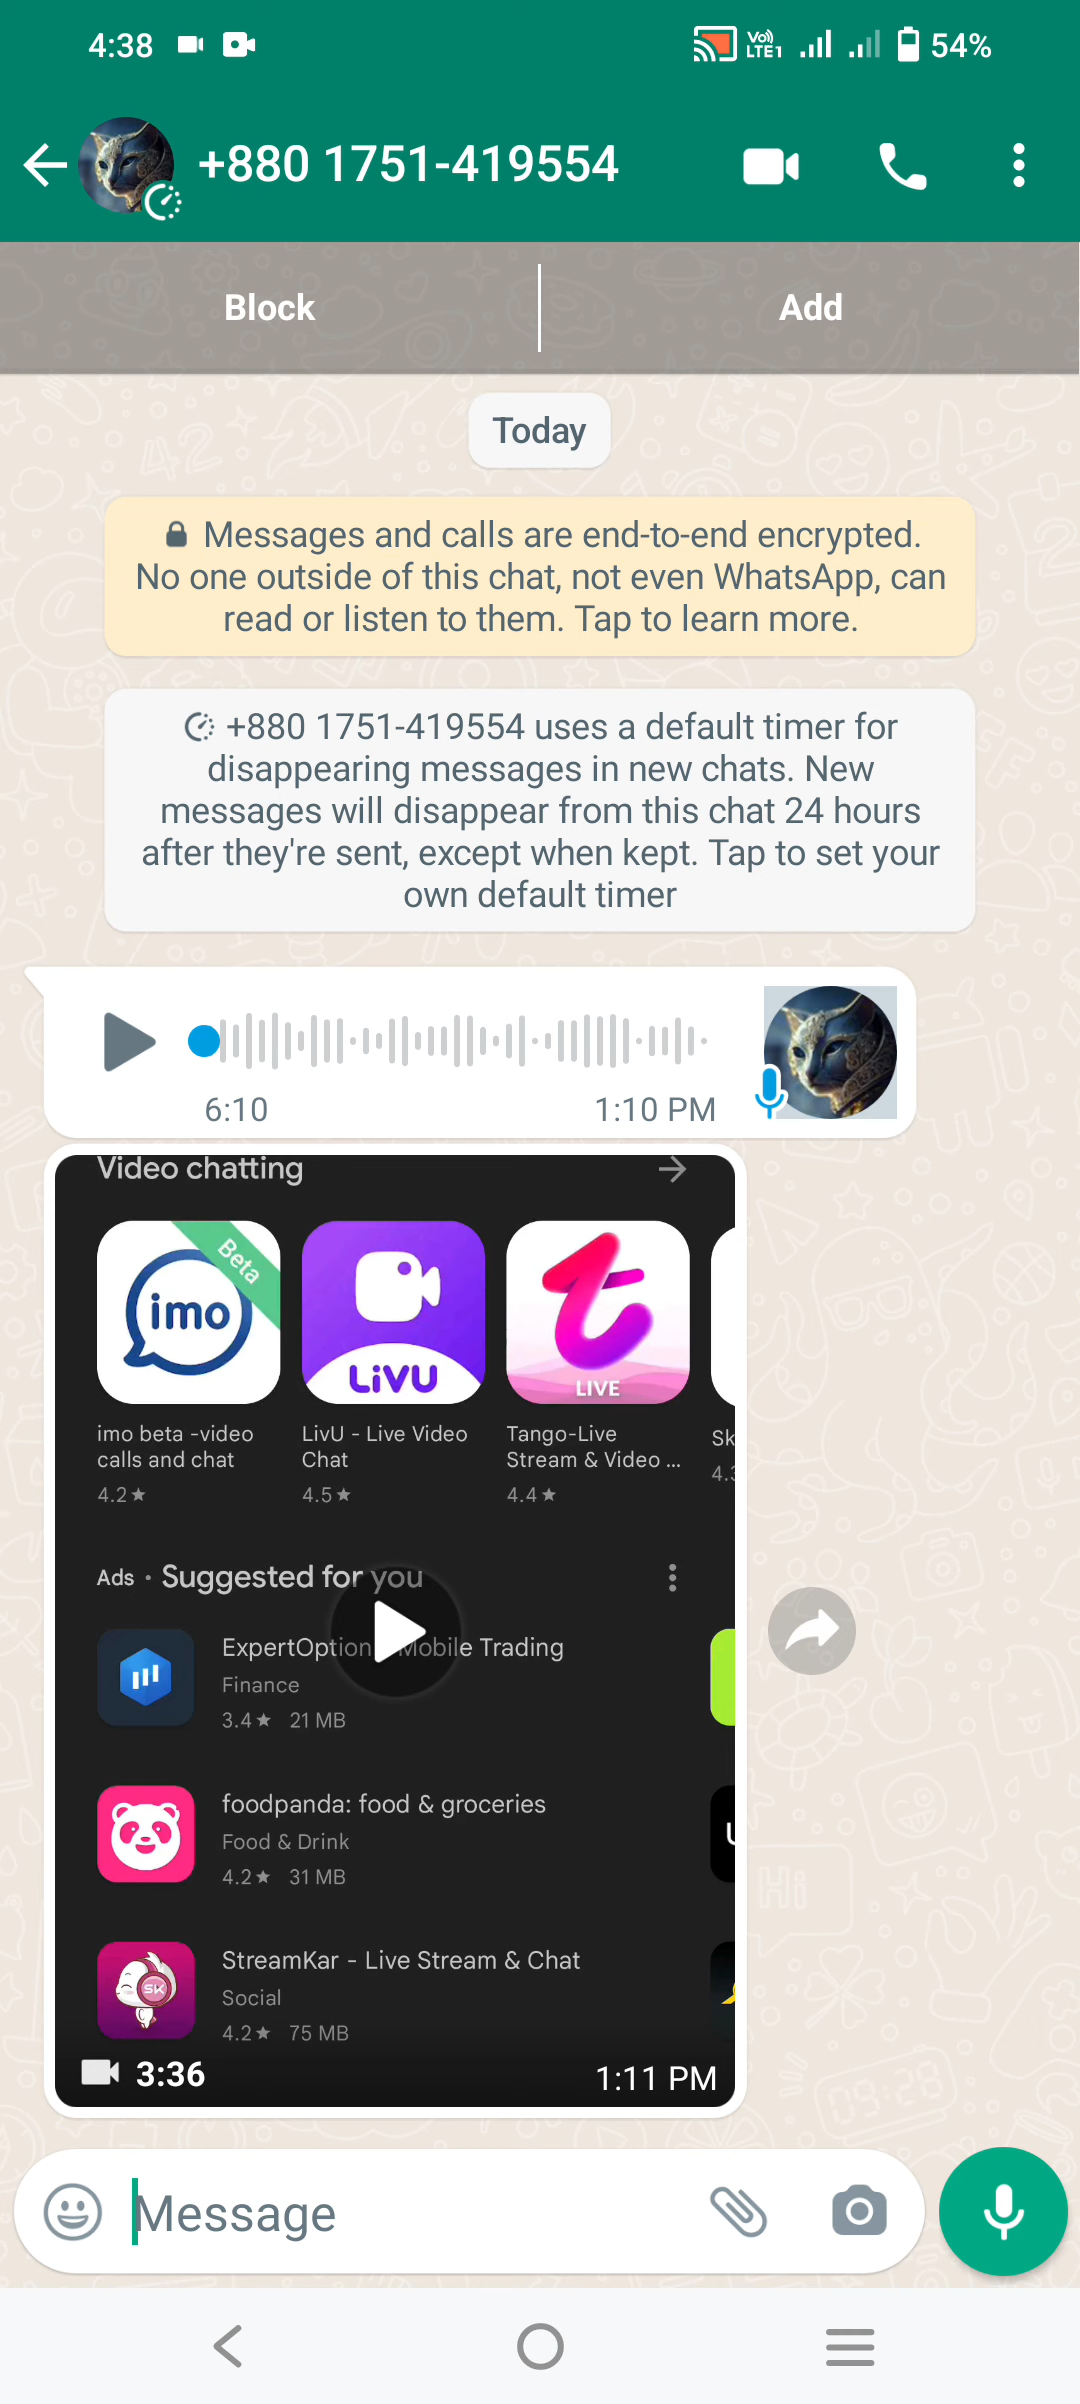 4:38
Vo)) LTE1
54%
+880 1751-419554
Block
Add
Today
Messages and calls are end-to-end encrypted.
No one outside of this chat, not even WhatsApp, can
read or listen to them. Tap to learn more.
+880 1751-419554 uses a default timer for
disappearing messages in new chats. New
messages will disappear from this chat 24 hours
after they're sent, except when kept. Tap to set your
own default timer
6:10
1:10 PM
Video chatting
Beta
imo
LivU
LIVE
imo beta -video
calls and chat
4.2★
LivU - Live Video
Chat
4.5★
Tango-Live
Stream & Video ...
4.4★
Sk
4.3
Ads • Suggested for you
ExpertOption - Mobile Trading
Finance
3.4★ 21 MB
foodpanda: food & groceries
Food & Drink
4.2★ 31 MB
SK
StreamKar - Live Stream & Chat
Social
4.2★ 75 MB
3:36
1:11 PM
Message